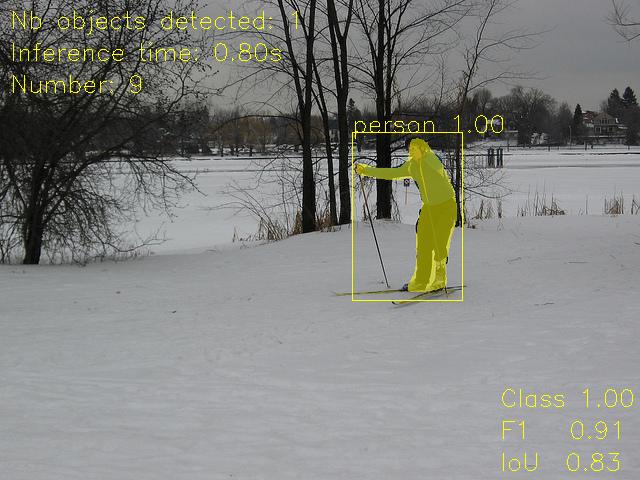 Nb objects detected: 1
Inference time: 0.80s
Number: 9
person 1.00
Class 1.00
F1 0.91
IoU 0.83